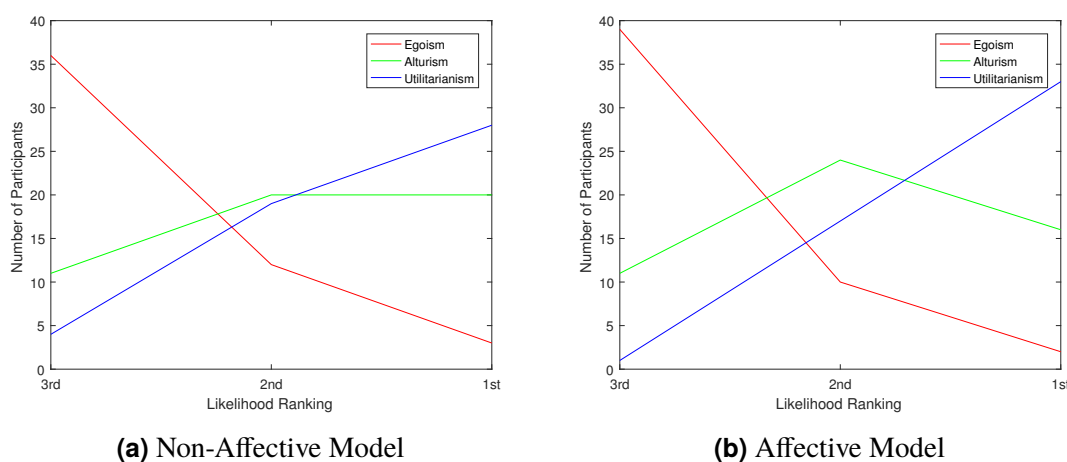 40
35
30
25
20
15
10
5
0
Number of Participants
3rd 2nd 1st
Likelihood Ranking
Egoism
Alturism
Utilitarianism
(a) Non-Affective Model
40
35
30
25
20
15
10
5
0
Number of Participants
3rd 2nd 1st
Likelihood Ranking
Egoism
Alturism
Utilitarianism
(b) Affective Model